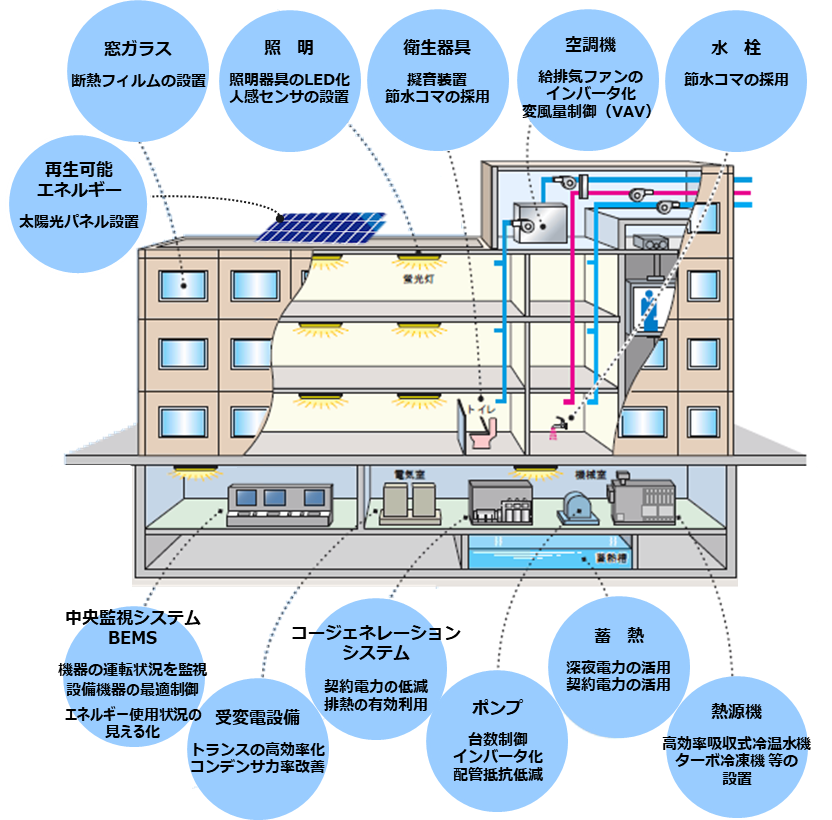 窓ガラス
断熱フィルムの設置
照　明
照明器具のLED化
人感センサの設置
衛生器具
擬音装置
節水コマの採用
空調機
給排気ファンの
インバータ化
変風量制御（VAV）
水　栓
節水コマの採用
再生可能
エネルギー
太陽光パネル設置
蛍光灯
トイレ
電気室
機械室
蓄熱槽
中央監視システム
BEMS
機器の運転状況を監視
設備機器の最適制御
エネルギー使用状況の
見える化
受変電設備
トランスの高効率化
コンデンサ力率改善
コージェネレーション
システム
契約電力の低減
排熱の有効利用
ポンプ
台数制御
インバータ化
配管抵抗低減
蓄　熱
深夜電力の活用
契約電力の活用
熱源機
高効率吸収式冷温水機
ターボ冷凍機 等の
設置